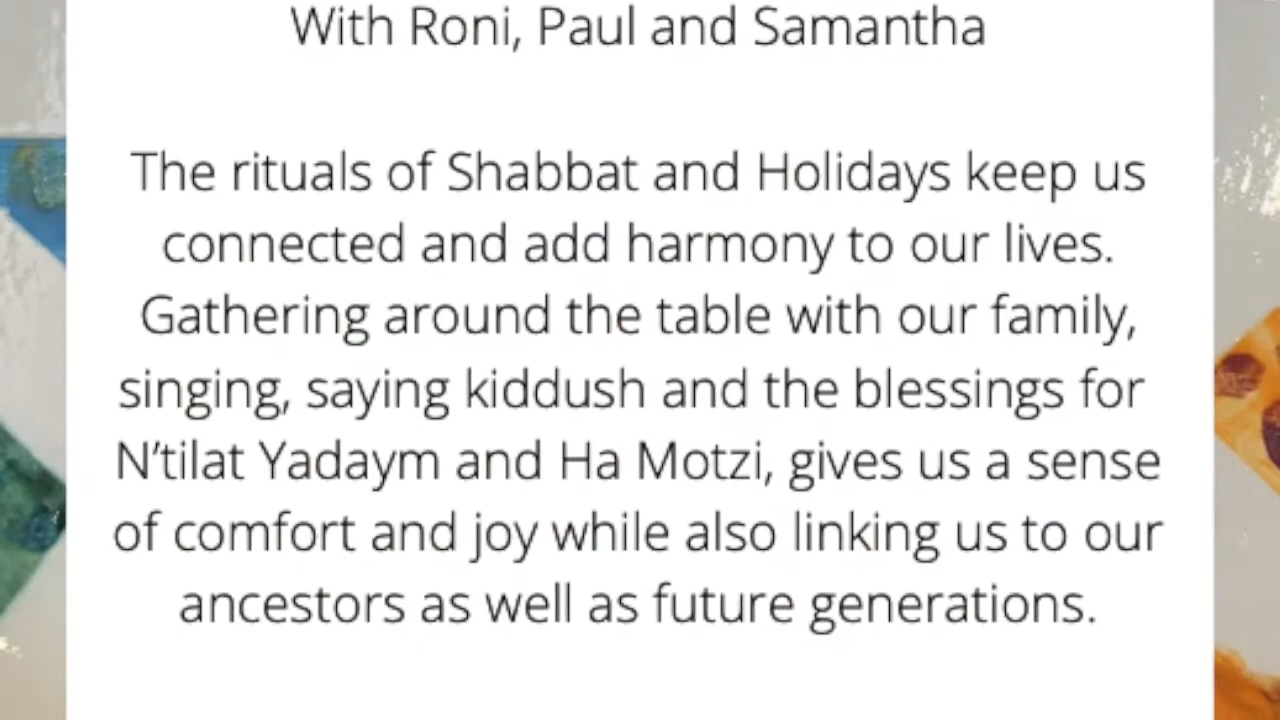 With Roni, Paul and Samantha
The rituals of Shabbat and Holidays keep us
connected and add harmony to our lives.
Gathering around the table with our family,
singing, saying kiddush and the blessings for
N’tilat Yadaym and Ha Motzi, gives us a sense
of comfort and joy while also linking us to our
ancestors as well as future generations.